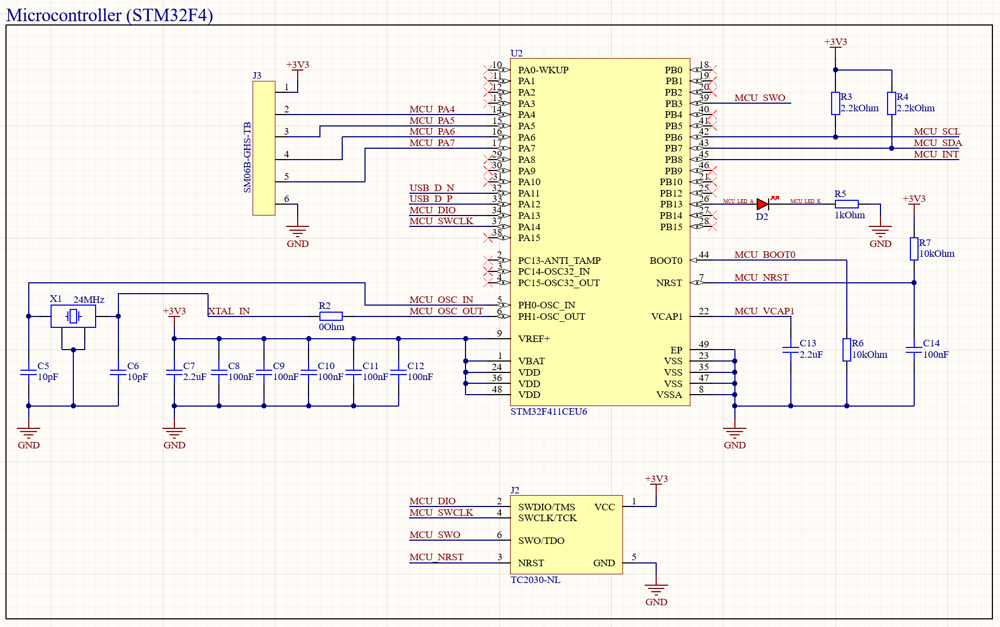 Microcontroller (STM32F4)
J3
+3V3
SM06B-GHS-TB
1
2
3
4
5
6
GND
MCU_PA4
MCU_PA5
MCU_PA6
MCU_PA7
USB_D_N
USB_D_P
MCU_DIO
MCU_SWCLK
U2
10 PA0-WKUP
11 PA1
12 PA2
13 PA3
14 PA4
15 PA5
16 PA6
17 PA7
29 PA8
30 PA9
31 PA10
32 PA11
33 PA12
34 PA13
37 PA14
38 PA15
2 PC13-ANTI_TAMP
3 PC14-OSC32_IN
4 PC15-OSC32_OUT
5 PH0-OSC_IN
6 PH1-OSC_OUT
9 VREF+
1 VBAT
24 VDD
36 VDD
48 VDD
PB0 18
PB1 19
PB2 20
PB3 39
PB4 40
PB5 41
PB6 42
PB7 43
PB8 45
PB9 46
PB10 21
PB12 25
PB13 26
PB14 27
PB15 28
BOOT0 44
NRST 7
VCAP1 22
EP 49
VSS 23
VSS 35
VSS 47
VSSA 8
STM32F411CEU6
MCU_SWO
+3V3
R3
2.2kOhm
R4
2.2kOhm
MCU_SCL
MCU_SDA
MCU_INT
MCU_LED_A
D2
MCU_LED_K
R5
1kOhm
GND
+3V3
R7
10kOhm
MCU_BOOT0
MCU_NRST
MCU_VCAP1
C13
2.2uF
R6
10kOhm
C14
100nF
GND
X1 24MHz
XTAL_IN
R2
0Ohm
MCU_OSC_IN
MCU_OSC_OUT
C5
10pF
C6
10pF
GND
+3V3
C7
2.2uF
C8
100nF
C9
100nF
C10
100nF
C11
100nF
C12
100nF
GND
J2
MCU_DIO 2 SWDIO/TMS
MCU_SWCLK 4 SWCLK/TCK
MCU_SWO 6 SWO/TDO
MCU_NRST 3 NRST
VCC 1
+3V3
GND 5
GND
TC2030-NL